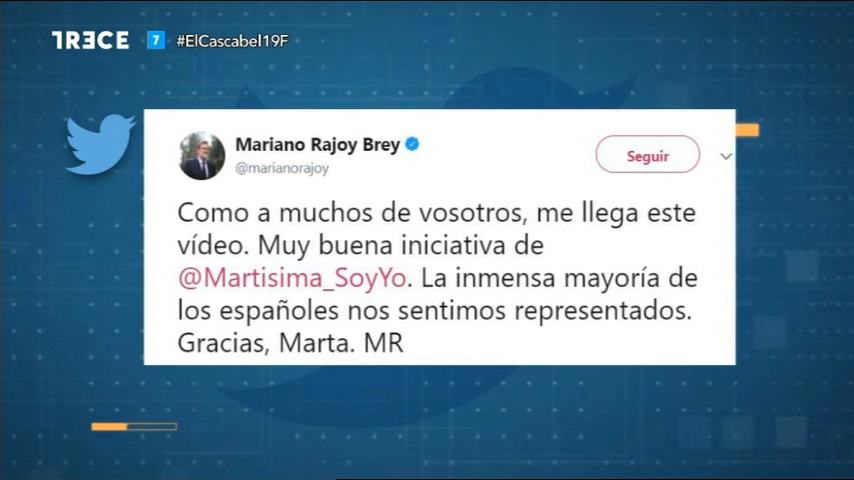 TRECE 7 #ElCascabel19F
Mariano Rajoy Brey
@marianorajoy
Seguir
Como a muchos de vosotros, me llega este
vídeo. Muy buena iniciativa de
@Martisima_SoyYo. La inmensa mayoría de
los españoles nos sentimos representados.
Gracias, Marta. MR